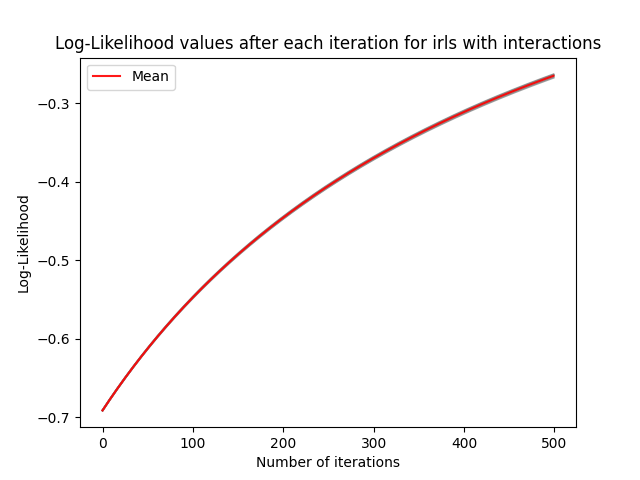 Log-Likelihood values after each iteration for irls with interactions
Mean
−0.3
−0.4
−0.5
−0.6
−0.7
Log-Likelihood
0 100 200 300 400 500
Number of iterations